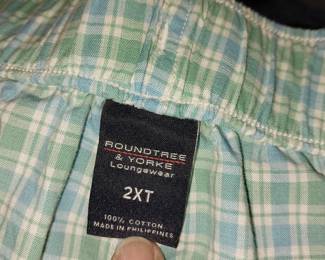 ROUNDTREE
& YORKE
Loungewear
2XT
100% COTTON
MADE IN PHILIPPINES